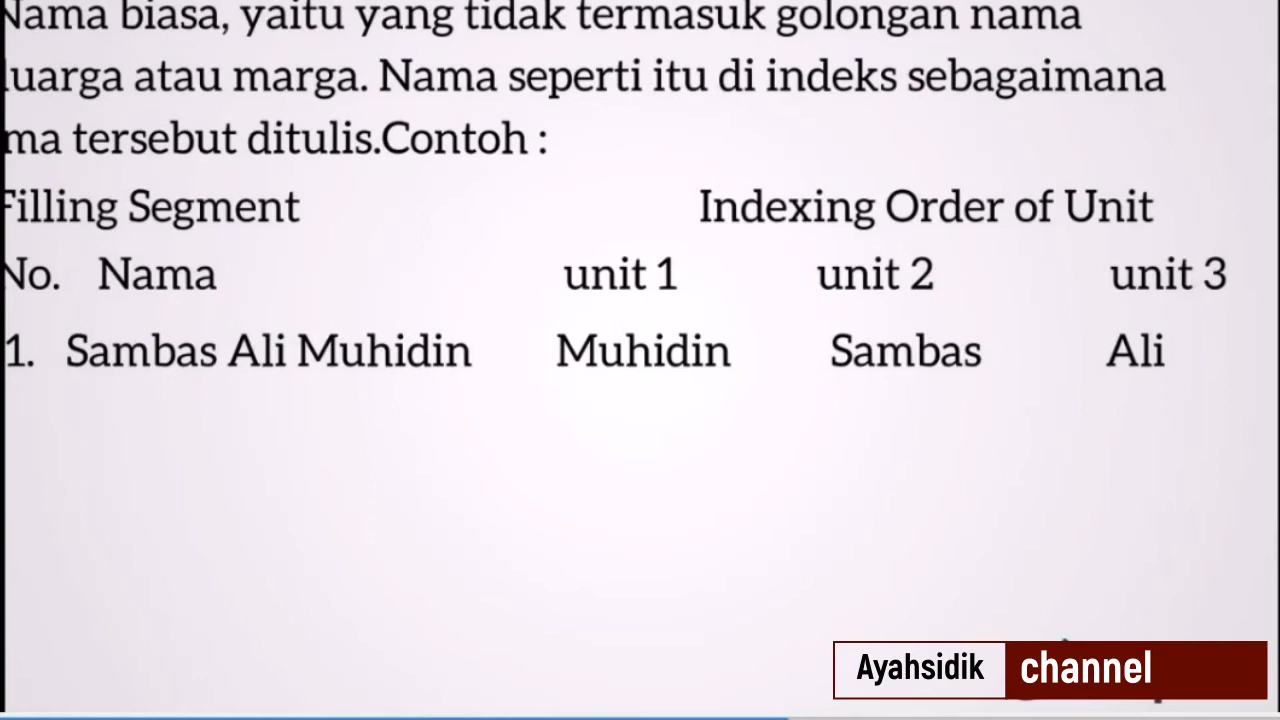 Nama biasa, yaitu yang tidak termasuk golongan nama
luarga atau marga. Nama seperti itu di indeks sebagaimana
ma tersebut ditulis.Contoh :
Filling Segment Indexing Order of Unit
No. Nama unit 1 unit 2 unit 3
1. Sambas Ali Muhidin Muhidin Sambas Ali
Ayahsidik channel